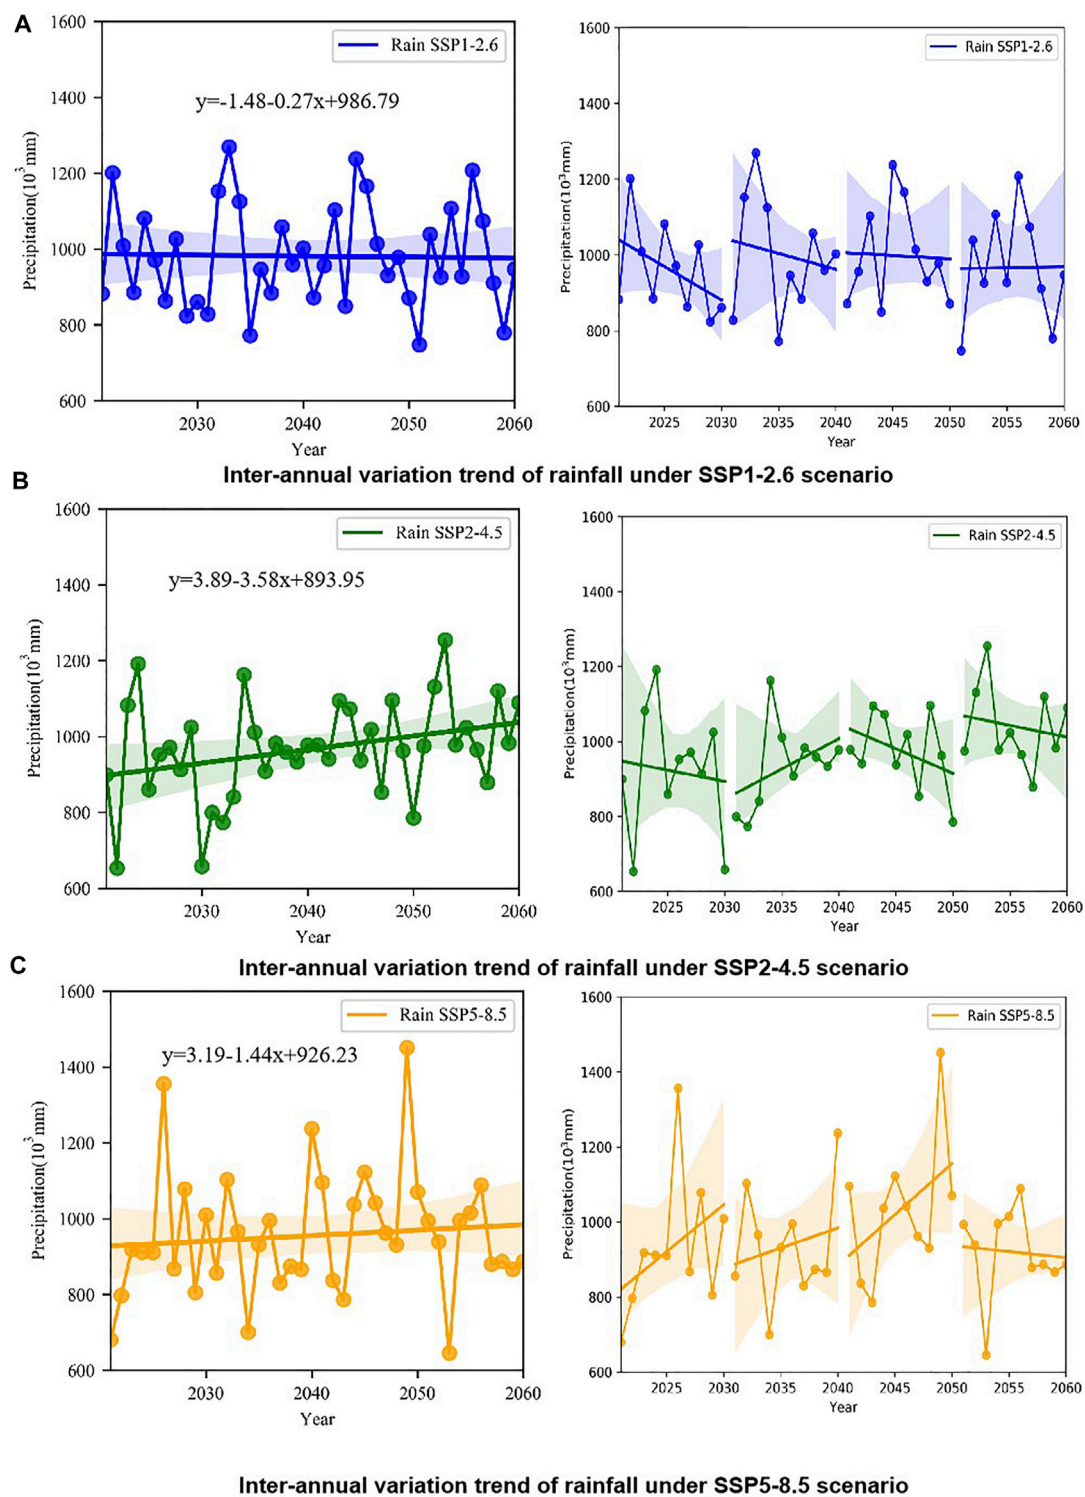 A
1600
1400
1200
1000
800
600
Precipitation(10³mm)
Rain SSP1-2.6
y=-1.48-0.27x+986.79
2030 2040 2050 2060
Year
1600
1400
1200
1000
800
600
Precipitation(10³mm)
Rain SSP1-2.6
2025 2030 2035 2040 2045 2050 2055 2060
Year
Inter-annual variation trend of rainfall under SSP1-2.6 scenario
B
1600
1400
1200
1000
800
600
Precipitation(10³mm)
Rain SSP2-4.5
y=3.89-3.58x+893.95
2030 2040 2050 2060
Year
1600
1400
1200
1000
800
600
Precipitation(10³mm)
Rain SSP2-4.5
2025 2030 2035 2040 2045 2050 2055 2060
Year
Inter-annual variation trend of rainfall under SSP2-4.5 scenario
C
1600
1400
1200
1000
800
600
Precipitation(10³mm)
Rain SSP5-8.5
y=3.19-1.44x+926.23
2030 2040 2050 2060
Year
1600
1400
1200
1000
800
600
Precipitation(10³mm)
Rain SSP5-8.5
2025 2030 2035 2040 2045 2050 2055 2060
Year
Inter-annual variation trend of rainfall under SSP5-8.5 scenario